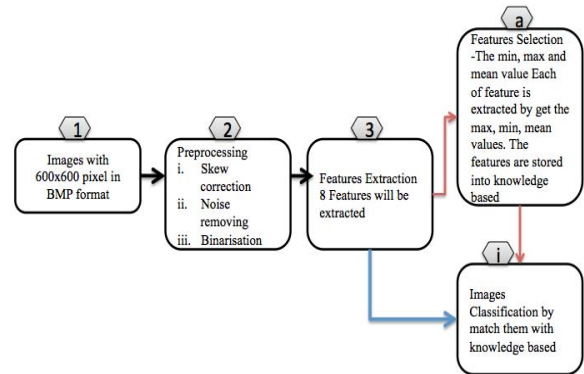 1
Images with
600x600 pixel in
BMP format
2
Preprocessing
i. Skew
correction
ii. Noise
removing
iii. Binarisation
3
Features Extraction
8 Features will be
extracted
a
Features Selection
-The min, max and
mean value Each
of feature is
extracted by get the
max, min, mean
values. The
features are stored
into knowledge
based
i
Images
Classification by
match them with
knowledge based